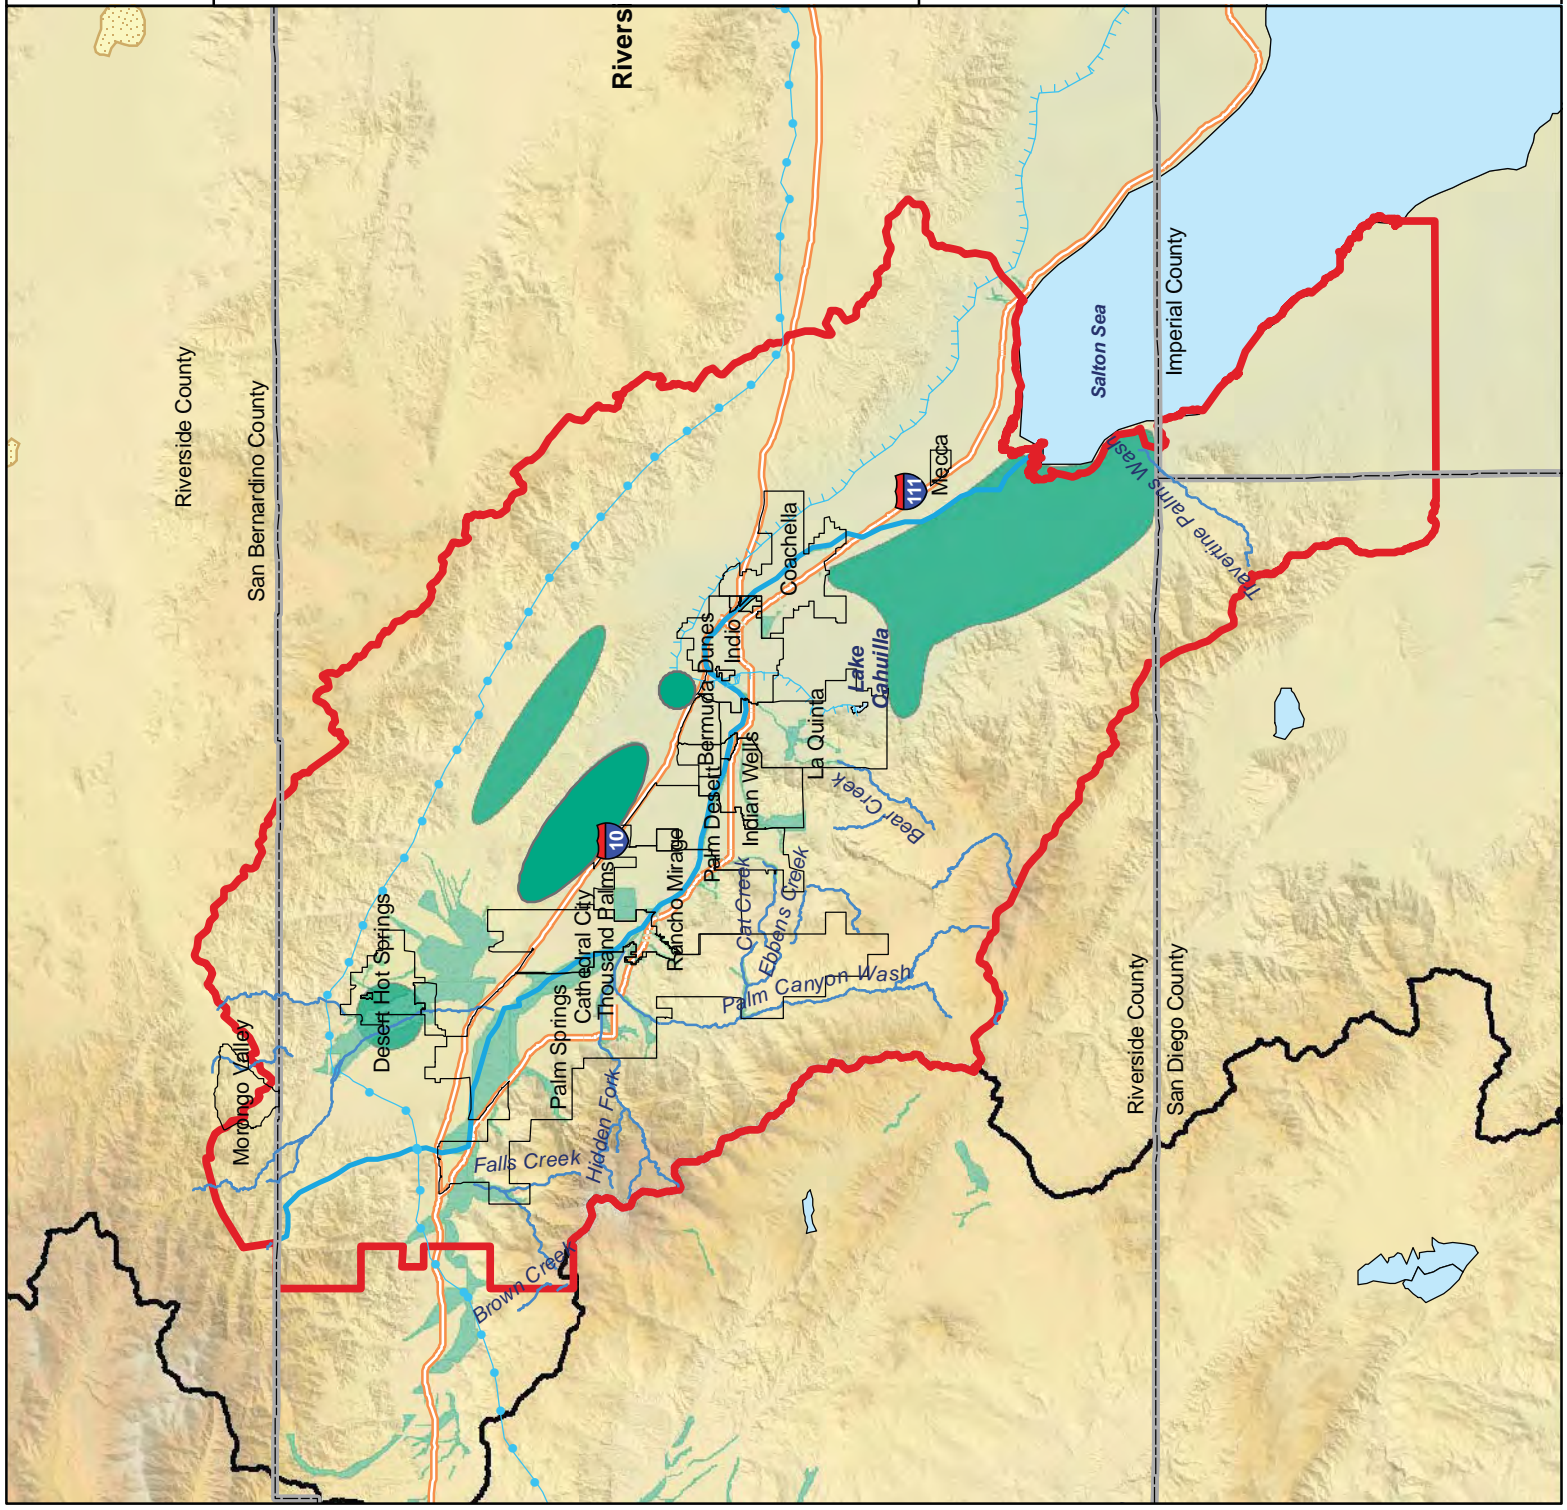 Rivers
Riverside County
San Bernardino County
Imperial County
Salton Sea
Mecca
111
Travertine Palms Wash
Coachella
Indio
Bermuda Dunes
Lake
Cahuilla
La Quinta
Indian Wells
Palm Desert
Bear Creek
10
Rancho Mirage
Cat Creek
Ebbens Creek
Thousand Palms
Cathedral City
Desert Hot Springs
Palm Canyon Wash
Palm Springs
Morongo Valley
Hidden Fork
Falls Creek
Brown Creek
Riverside County
San Diego County